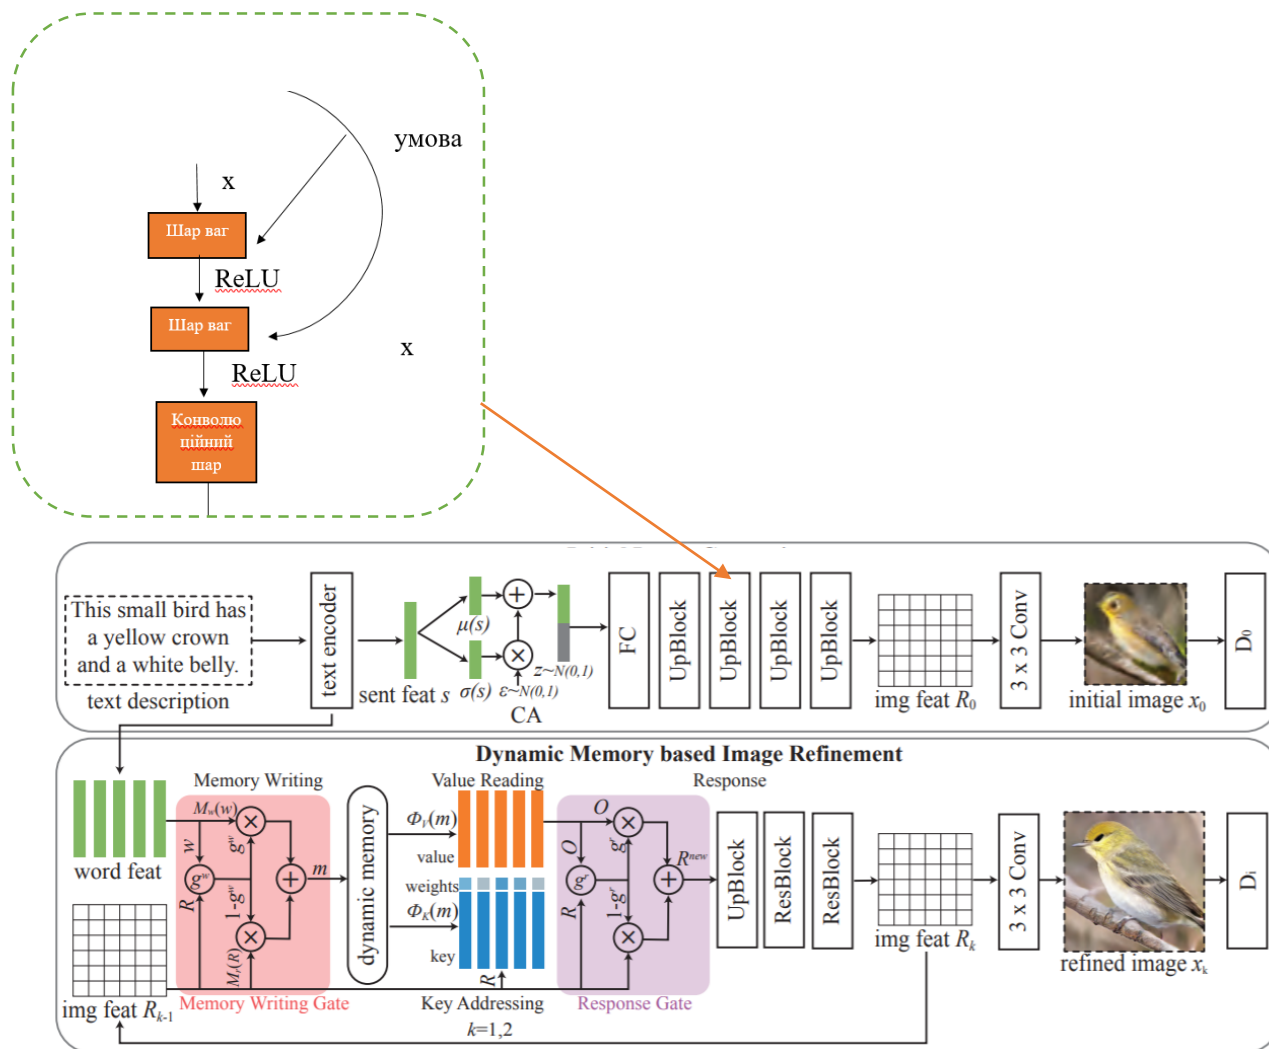 умова
x
Шар ваг
ReLU
Шар ваг
x
ReLU
Конволю
ційний
шар
This small bird has
a yellow crown
and a white belly.
text description
text encoder
sent feat s
μ(s)
σ(s)
ε~N(0,1)
z~N(0,1)
CA
FC
UpBlock
UpBlock
UpBlock
UpBlock
img feat R0
3 x 3 Conv
initial image x0
D0
Dynamic Memory based Image Refinement
Memory Writing
Value Reading
Response
word feat
Mw(w)
w
gw
gw
1-gw
R
Mr(R)
m
img feat Rk-1
Memory Writing Gate
dynamic memory
ΦV(m)
value
weights
ΦK(m)
key
R
Key Addressing
k=1,2
O
O
gr
gr
1-gr
R
Rnew
Response Gate
UpBlock
ResBlock
ResBlock
img feat Rk
3 x 3 Conv
refined image xk
Di